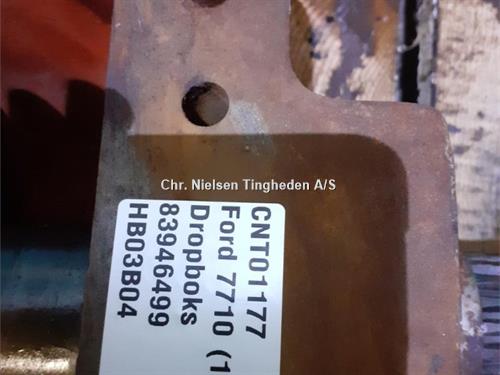 Chr. Nielsen Tingheden A/S
CNT01177
Ford 7710 (1
Dropboks
83946499
HB03B04